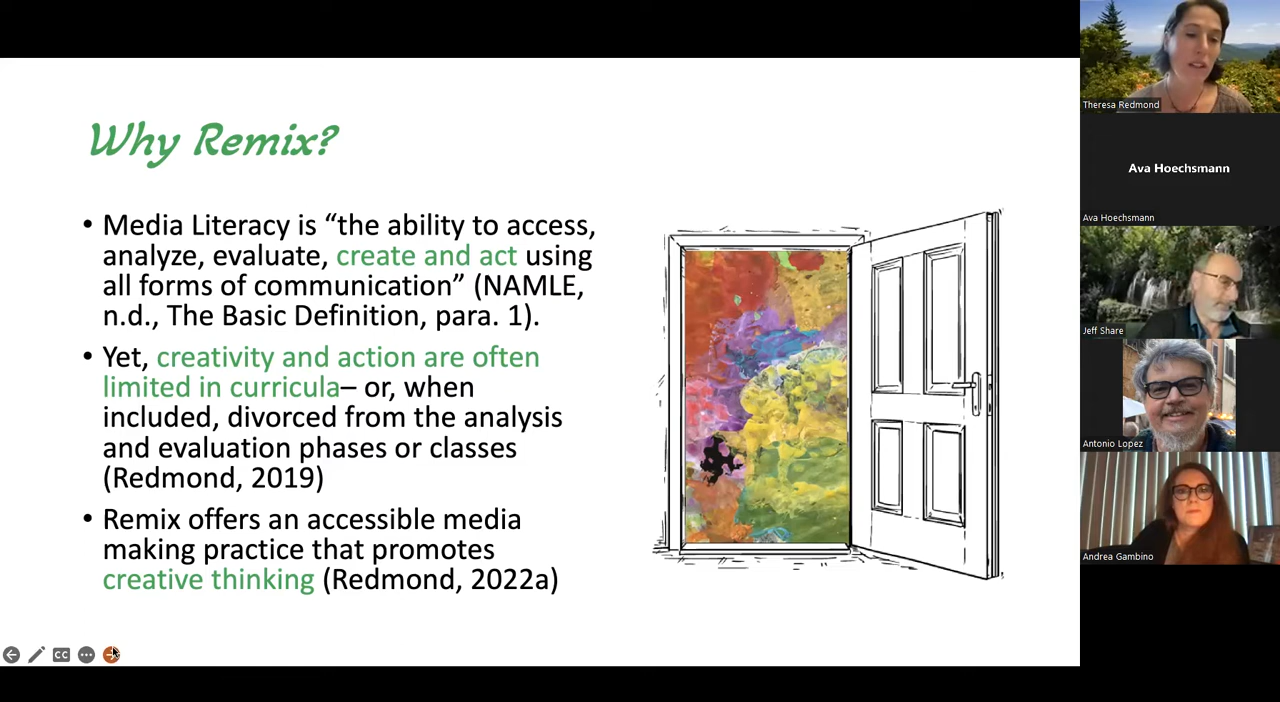 Why Remix?
• Media Literacy is “the ability to access,
analyze, evaluate, create and act using
all forms of communication” (NAMLE,
n.d., The Basic Definition, para. 1).
• Yet, creativity and action are often
limited in curricula– or, when
included, divorced from the analysis
and evaluation phases or classes
(Redmond, 2019)
• Remix offers an accessible media
making practice that promotes
creative thinking (Redmond, 2022a)
CC
Theresa Redmond
Ava Hoechsmann
Ava Hoechsmann
Jeff Share
Antonio Lopez
Andrea Gambino